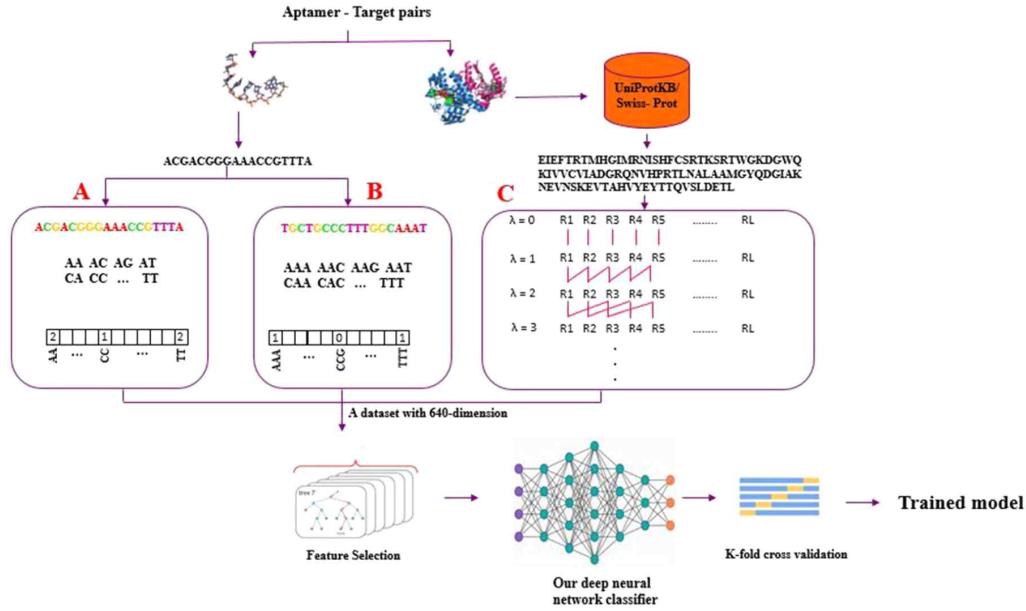 Aptamer - Target pairs
UniProtKB/
Swiss- Prot
ACGACGGGAAACCGTTTA
EIEFTRTMHGIMRNISHFCSRTKSRTWGKDGWQ
KIVVCVIADGRQNVHPRTLNALAAMGYQDGIAK
NEVNSKEVTAHVYEYTTQVSLDETL
A
ACGACGGGAAACCGTTTA
AA AC AG AT
CA CC ... TT
2 1 2
AA ... CC ... TT
B
TGCTGCCCTTTGGCAAAT
AAA AAC AAG AAT
CAA CAC ... TTT
1 0 1
AAA ... CCG ... TTT
C
λ = 0 R1 R2 R3 R4 R5 ........ RL
λ = 1 R1 R2 R3 R4 R5 ........ RL
λ = 2 R1 R2 R3 R4 R5 ........ RL
λ = 3 R1 R2 R3 R4 R5 ........ RL
A dataset with 640-dimension
tree 7
Feature Selection
Our deep neural
network classifier
K-fold cross validation
Trained model